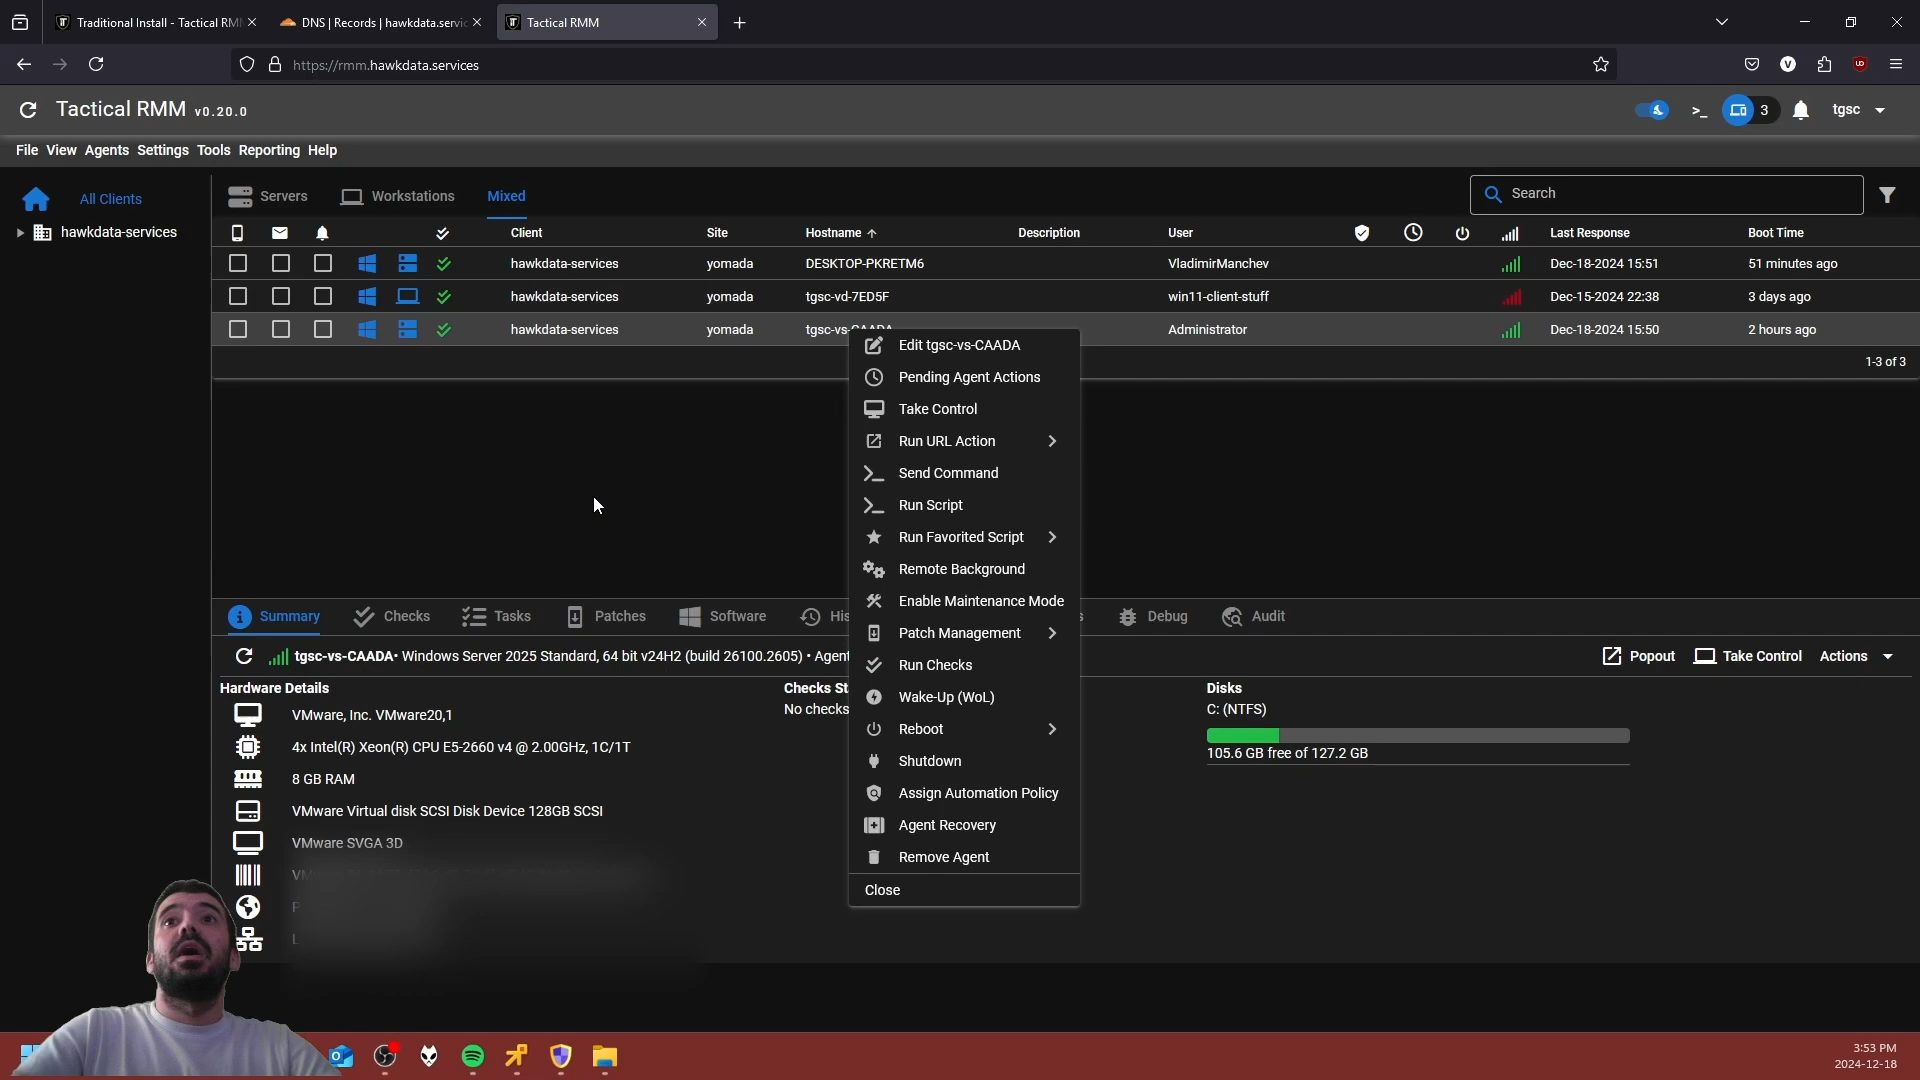 Traditional Install - Tactical RM
DNS | Records | hawkdata.servic
Tactical RMM
https://rmm.hawkdata.services
V
Tactical RMM v0.20.0
3
tgsc
File View Agents Settings Tools Reporting Help
All Clients
hawkdata-services
Servers
Workstations
Mixed
Search
Client
Site
Hostname
Description
User
Last Response
Boot Time
hawkdata-services yomada DESKTOP-PKRETM6 VladimirManchev Dec-18-2024 15:51 51 minutes ago
hawkdata-services yomada tgsc-vd-7ED5F win11-client-stuff Dec-15-2024 22:38 3 days ago
hawkdata-services yomada tgsc-vs-CAADA Administrator Dec-18-2024 15:50 2 hours ago
1-3 of 3
Edit tgsc-vs-CAADA
Pending Agent Actions
Take Control
Run URL Action
Send Command
Run Script
Run Favorited Script
Remote Background
Enable Maintenance Mode
Patch Management
Run Checks
Wake-Up (WoL)
Reboot
Shutdown
Assign Automation Policy
Agent Recovery
Remove Agent
Close
Summary
Checks
Tasks
Patches
Software
His
s
Debug
Audit
tgsc-vs-CAADA • Windows Server 2025 Standard, 64 bit v24H2 (build 26100.2605) • Agent
Popout
Take Control
Actions
Hardware Details
VMware, Inc. VMware20,1
4x Intel(R) Xeon(R) CPU E5-2660 v4 @ 2.00GHz, 1C/1T
8 GB RAM
VMware Virtual disk SCSI Disk Device 128GB SCSI
VMware SVGA 3D
Checks St
No checks
Disks
C: (NTFS)
105.6 GB free of 127.2 GB
3:53 PM
2024-12-18